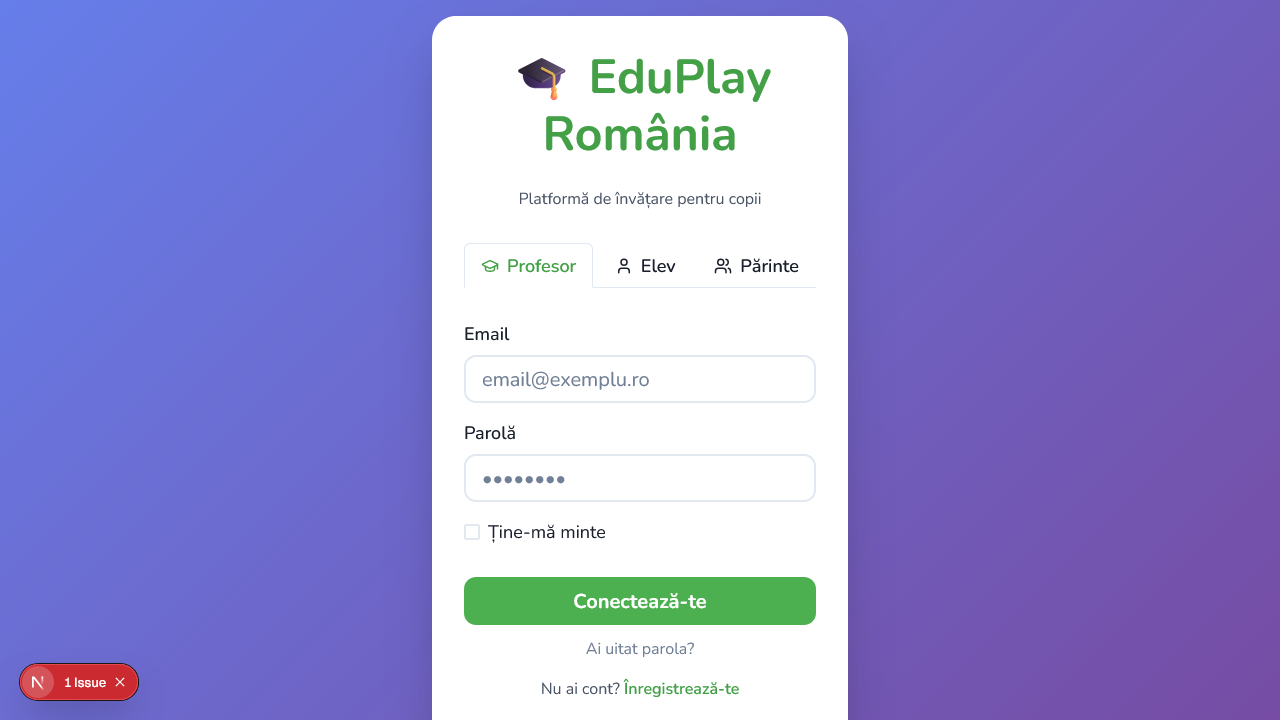 EduPlay
România
Platformă de învățare pentru copii
Profesor Elev Părinte
Email
email@exemplu.ro
Parolă
••••••••
Ține-mă minte
Conectează-te
Ai uitat parola?
Nu ai cont? Înregistrează-te
N 1 Issue